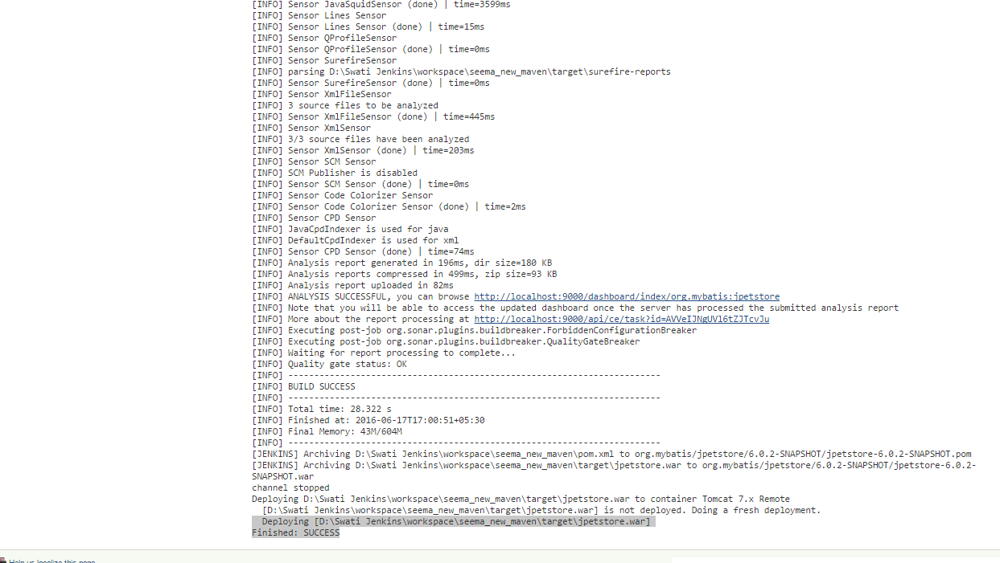 [INFO] Sensor JavaSquidSensor (done) | time=3599ms
[INFO] Sensor Lines Sensor
[INFO] Sensor Lines Sensor (done) | time=15ms
[INFO] Sensor QProfileSensor
[INFO] Sensor QProfileSensor (done) | time=0ms
[INFO] Sensor SurefireSensor
[INFO] parsing D:\Swati Jenkins\workspace\seema_new_maven\target\surefire-reports
[INFO] Sensor SurefireSensor (done) | time=0ms
[INFO] Sensor XmlFileSensor
[INFO] 3 source files to be analyzed
[INFO] Sensor XmlFileSensor (done) | time=445ms
[INFO] Sensor XmlSensor
[INFO] 3/3 source files have been analyzed
[INFO] Sensor XmlSensor (done) | time=203ms
[INFO] Sensor SCM Sensor
[INFO] SCM Publisher is disabled
[INFO] Sensor SCM Sensor (done) | time=0ms
[INFO] Sensor Code Colorizer Sensor
[INFO] Sensor Code Colorizer Sensor (done) | time=2ms
[INFO] Sensor CPD Sensor
[INFO] JavaCpdIndexer is used for java
[INFO] DefaultCpdIndexer is used for xml
[INFO] Sensor CPD Sensor (done) | time=74ms
[INFO] Analysis report generated in 196ms, dir size=180 KB
[INFO] Analysis reports compressed in 499ms, zip size=93 KB
[INFO] Analysis report uploaded in 82ms
[INFO] ANALYSIS SUCCESSFUL, you can browse http://localhost:9000/dashboard/index/org.mybatis:jpetstore
[INFO] Note that you will be able to access the updated dashboard once the server has processed the submitted analysis report
[INFO] More about the report processing at http://localhost:9000/api/ce/task?id=AVVeIJNgUVl6tZJTcvJu
[INFO] Executing post-job org.sonar.plugins.buildbreaker.ForbiddenConfigurationBreaker
[INFO] Executing post-job org.sonar.plugins.buildbreaker.QualityGateBreaker
[INFO] Waiting for report processing to complete...
[INFO] Quality gate status: OK
[INFO] ------------------------------------------------------------------------
[INFO] BUILD SUCCESS
[INFO] ------------------------------------------------------------------------
[INFO] Total time: 28.322 s
[INFO] Finished at: 2016-06-17T17:00:51+05:30
[INFO] Final Memory: 43M/604M
[INFO] ------------------------------------------------------------------------
[JENKINS] Archiving D:\Swati Jenkins\workspace\seema_new_maven\pom.xml to org.mybatis/jpetstore/6.0.2-SNAPSHOT/jpetstore-6.0.2-SNAPSHOT.pom
[JENKINS] Archiving D:\Swati Jenkins\workspace\seema_new_maven\target\jpetstore.war to org.mybatis/jpetstore/6.0.2-SNAPSHOT/jpetstore-6.0.2-
SNAPSHOT.war
channel stopped
Deploying D:\Swati Jenkins\workspace\seema_new_maven\target\jpetstore.war to container Tomcat 7.x Remote
[D:\Swati Jenkins\workspace\seema_new_maven\target\jpetstore.war] is not deployed. Doing a fresh deployment.
Deploying [D:\Swati Jenkins\workspace\seema_new_maven\target\jpetstore.war]
Finished: SUCCESS
Help us localize this page